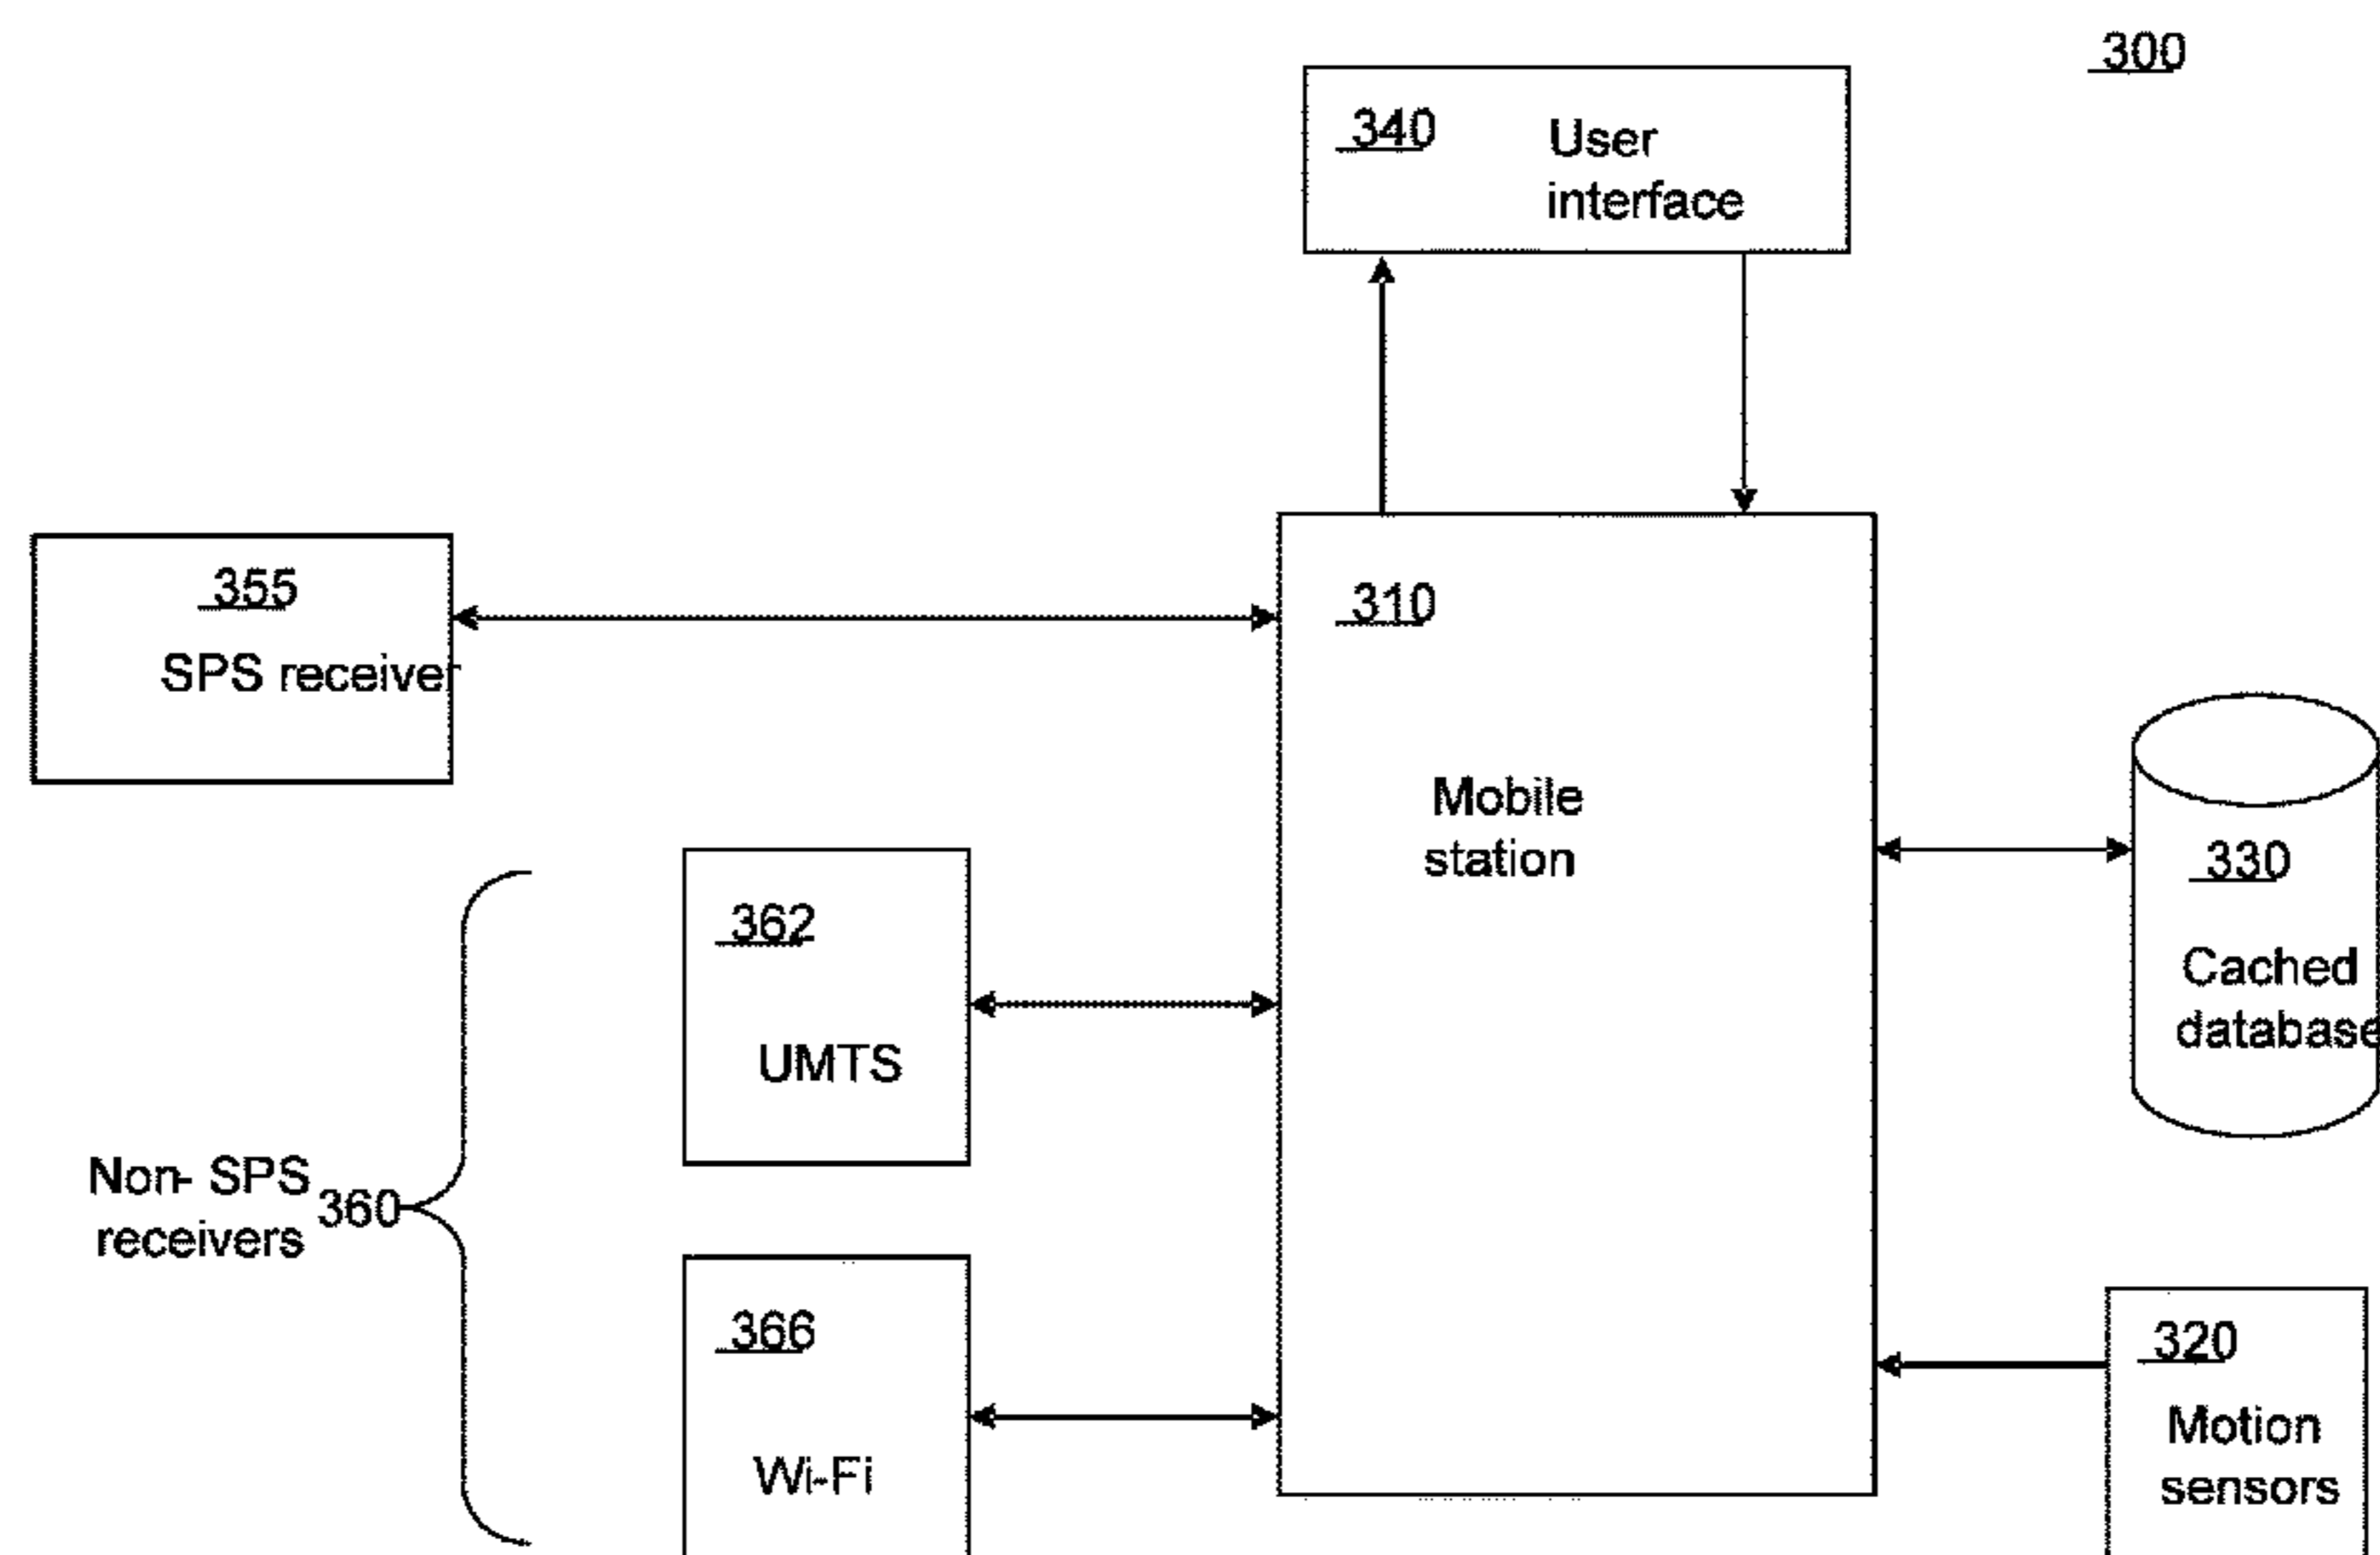 300
340 User
interface
355
SPS receiver
310
Mobile
station
330
Cached
database
362
UMTS
Non- SPS
receivers 360
366
Wi-Fi
320
Motion
sensors